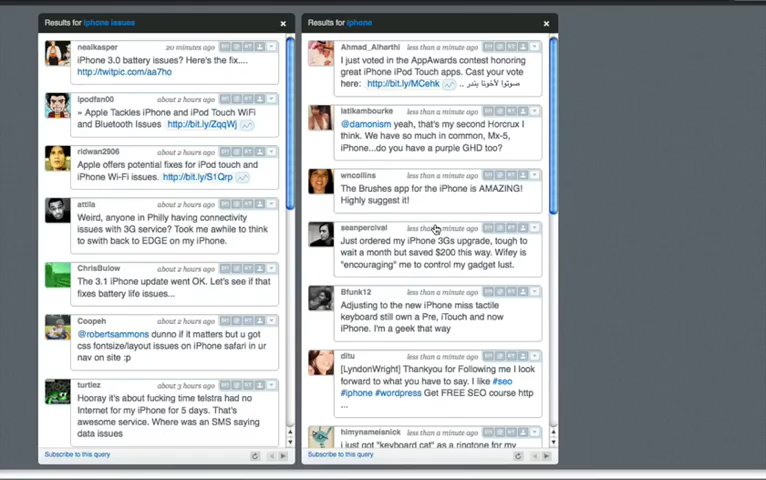 Results for iphone issues
nealkasper 20 minutes ago
iPhone 3.0 battery issues? Here's the fix....
http://twitpic.com/aa7ho
ipodfan00 about 2 hours ago
» Apple Tackles iPhone and iPod Touch WiFi
and Bluetooth Issues http://bit.ly/ZqqWj
ridwan2906 about 2 hours ago
Apple offers potential fixes for iPod touch and
iPhone Wi-Fi issues. http://bit.ly/S1Qrp
attila about 2 hours ago
Weird, anyone in Philly having connectivity
issues with 3G service? Took me awhile to think
to swith back to EDGE on my iPhone.
ChrisBulow about 2 hours ago
The 3.1 iPhone update went OK. Let's see if that
fixes battery life issues...
Coopeh about 2 hours ago
@robertsammons dunno if it matters but u got
css fontsize/layout issues on iPhone safari in ur
nav on site :p
turtlez about 3 hours ago
Hooray it's about fucking time telstra had no
Internet for my iPhone for 5 days. That's
awesome service. Where was an SMS saying
data issues
Subscribe to this query
Results for iphone
Ahmad_Alharthi less than a minute ago
I just voted in the AppAwards contest honoring
great iPhone iPod Touch apps. Cast your vote
here: http://bit.ly/MCehk صوتوا لأخونا بندر ..
latikambourke less than a minute ago
@damonism yeah, that's my second Horcrux I
think. We have so much in common, Mx-5,
iPhone...do you have a purple GHD too?
wncollins less than a minute ago
The Brushes app for the iPhone is AMAZING!
Highly suggest it!
seanpercival less than a minute ago
Just ordered my iPhone 3Gs upgrade, tough to
wait a month but saved $200 this way. Wifey is
"encouraging" me to control my gadget lust.
Bfunk12 less than a minute ago
Adjusting to the new iPhone miss tactile
keyboard still own a Pre, iTouch and now
iPhone. I'm a geek that way
ditu less than a minute ago
[LyndonWright] Thankyou for Following me I look
forward to what you have to say. I like #seo
#iphone #wordpress Get FREE SEO course http
...
himynameisnick less than a minute ago
i just got "keyboard cat" as a ringtone for my
Subscribe to this query